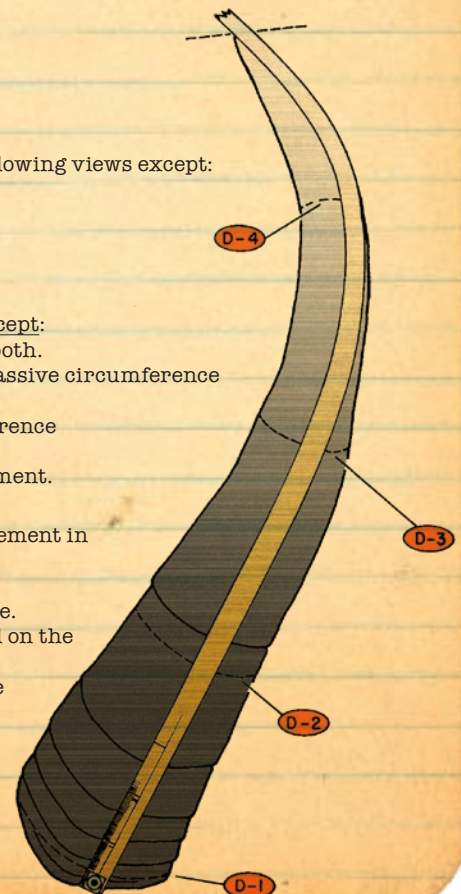 lowing views except:
D-4
cept:
ooth.
assive circumference
rence
ment.
D-3
ement in
e.
l on the
e
D-2
D-1